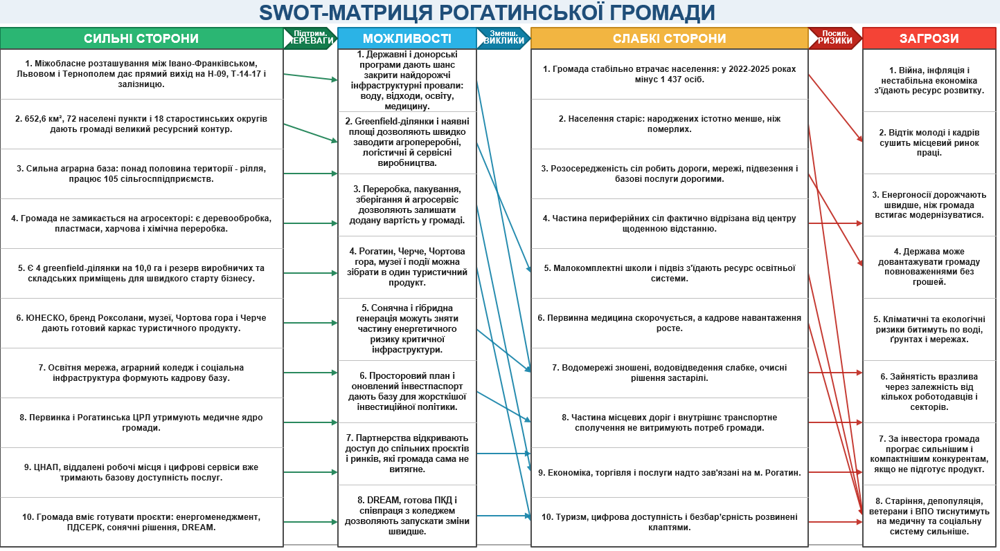 SWOT-МАТРИЦЯ РОГАТИНСЬКОЇ ГРОМАДИ
СИЛЬНІ СТОРОНИ
Підтрим.
ПЕРЕВАГИ
МОЖЛИВОСТІ
Зменш.
ВИКЛИКИ
СЛАБКІ СТОРОНИ
Посил.
РИЗИКИ
ЗАГРОЗИ
1. Міжобласне розташування між Івано-Франківськом,
Львовом і Тернополем дає прямий вихід на Н-09, Т-14-17 і
залізницю.
2. 652,6 км², 72 населені пункти і 18 старостинських округів
дають громаді великий ресурсний контур.
3. Сильна аграрна база: понад половина території - рілля,
працює 105 сільгосппідприємств.
4. Громада не замикається на агросекторі: є деревообробка,
пластмаси, харчова і хімічна переробка.
5. Є 4 greenfield-ділянки на 10,0 га і резерв виробничих та
складських приміщень для швидкого старту бізнесу.
6. ЮНЕСКО, бренд Роксолани, музеї, Чортова гора і Черче
дають готовий каркас туристичного продукту.
7. Освітня мережа, аграрний коледж і соціальна
інфраструктура формують кадрову базу.
8. Первинка і Рогатинська ЦРЛ утримують медичне ядро
громади.
9. ЦНАП, віддалені робочі місця і цифрові сервіси вже
тримають базову доступність послуг.
10. Громада вміє готувати проєкти: енергоменеджмент,
ПДСЕРК, сонячні рішення, DREAM.
1. Державні і донорські
програми дають шанс
закрити найдорожчі
інфраструктурні провали:
воду, відходи, освіту,
медицину.
2. Greenfield-ділянки і наявні
площі дозволяють швидко
заводити агропереробні,
логістичні й сервісні
виробництва.
3. Переробка, пакування,
зберігання й агросервіс
дозволяють залишати
додану вартість у громаді.
4. Рогатин, Черче, Чортова
гора, музеї і події можна
зібрати в один туристичний
продукт.
5. Сонячна і гібридна
генерація можуть зняти
частину енергетичного
ризику критичної
інфраструктури.
6. Просторовий план і
оновлений інвестпаспорт
дають базу для жорсткішої
інвестиційної політики.
7. Партнерства відкривають
доступ до спільних проєктів
і ринків, які громада сама не
витягне.
8. DREAM, готова ПКД і
співпраця з коледжем
дозволяють запускати зміни
швидше.
1. Громада стабільно втрачає населення: у 2022-2025 роках
мінус 1 437 осіб.
2. Населення старіє: народжених істотно менше, ніж
померлих.
3. Розосередженість сіл робить дороги, мережі, підвезення і
базові послуги дорогими.
4. Частина периферійних сіл фактично відрізана від центру
щоденною відстанню.
5. Малокомплектні школи і підвіз з'їдають ресурс освітньої
системи.
6. Первинна медицина скорочується, а кадрове навантаження
росте.
7. Водомережі зношені, водовідведення слабке, очисні
рішення застарілі.
8. Частина місцевих доріг і внутрішнє транспортне
сполучення не витримують потреб громади.
9. Економіка, торгівля і послуги надто зав'язані на м. Рогатин.
10. Туризм, цифрова доступність і безбар’єрність розвинені
клаптями.
1. Війна, інфляція і
нестабільна економіка
з'їдають ресурс розвитку.
2. Відтік молоді і кадрів
сушить місцевий ринок
праці.
3. Енергоносії дорожчають
швидше, ніж громада
встигає модернізуватися.
4. Держава може
довантажувати громаду
повноваженнями без
грошей.
5. Кліматичні та екологічні
ризики битимуть по воді,
ґрунтах і мережах.
6. Зайнятість вразлива
через залежність від
кількох роботодавців і
секторів.
7. За інвестора громада
програє сильнішим і
компактнішим конкурентам,
якщо не підготує продукт.
8. Старіння, депопуляція,
ветерани і ВПО тиснутимуть
на медичну та соціальну
систему сильніше.